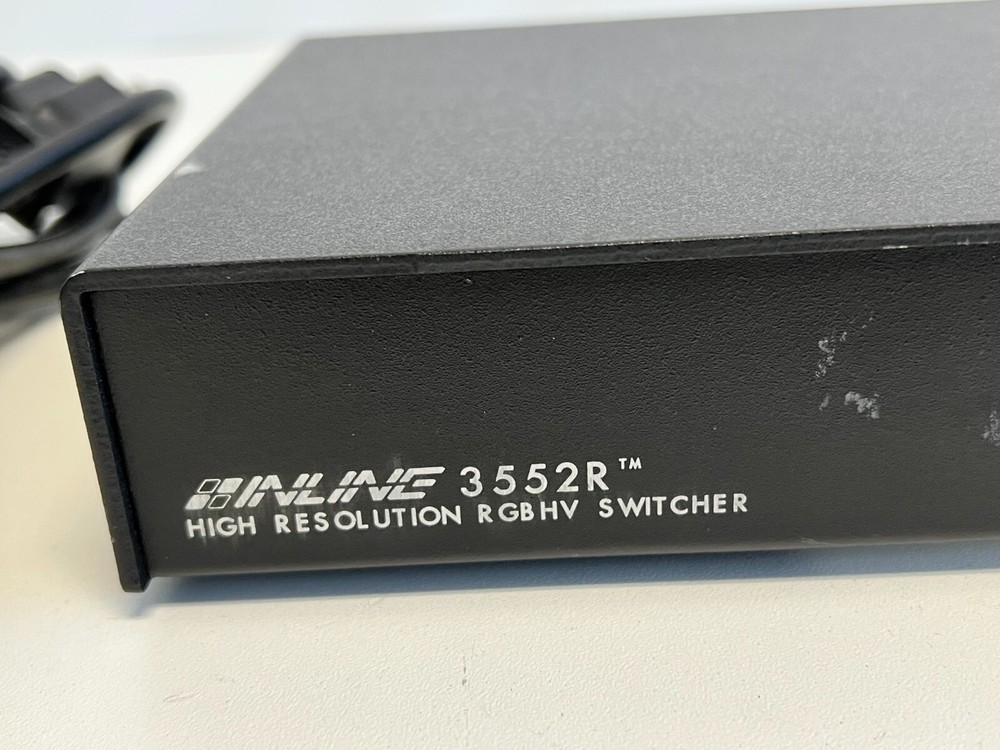 INLINE 3552R™
HIGH RESOLUTION RGBHV SWITCHER